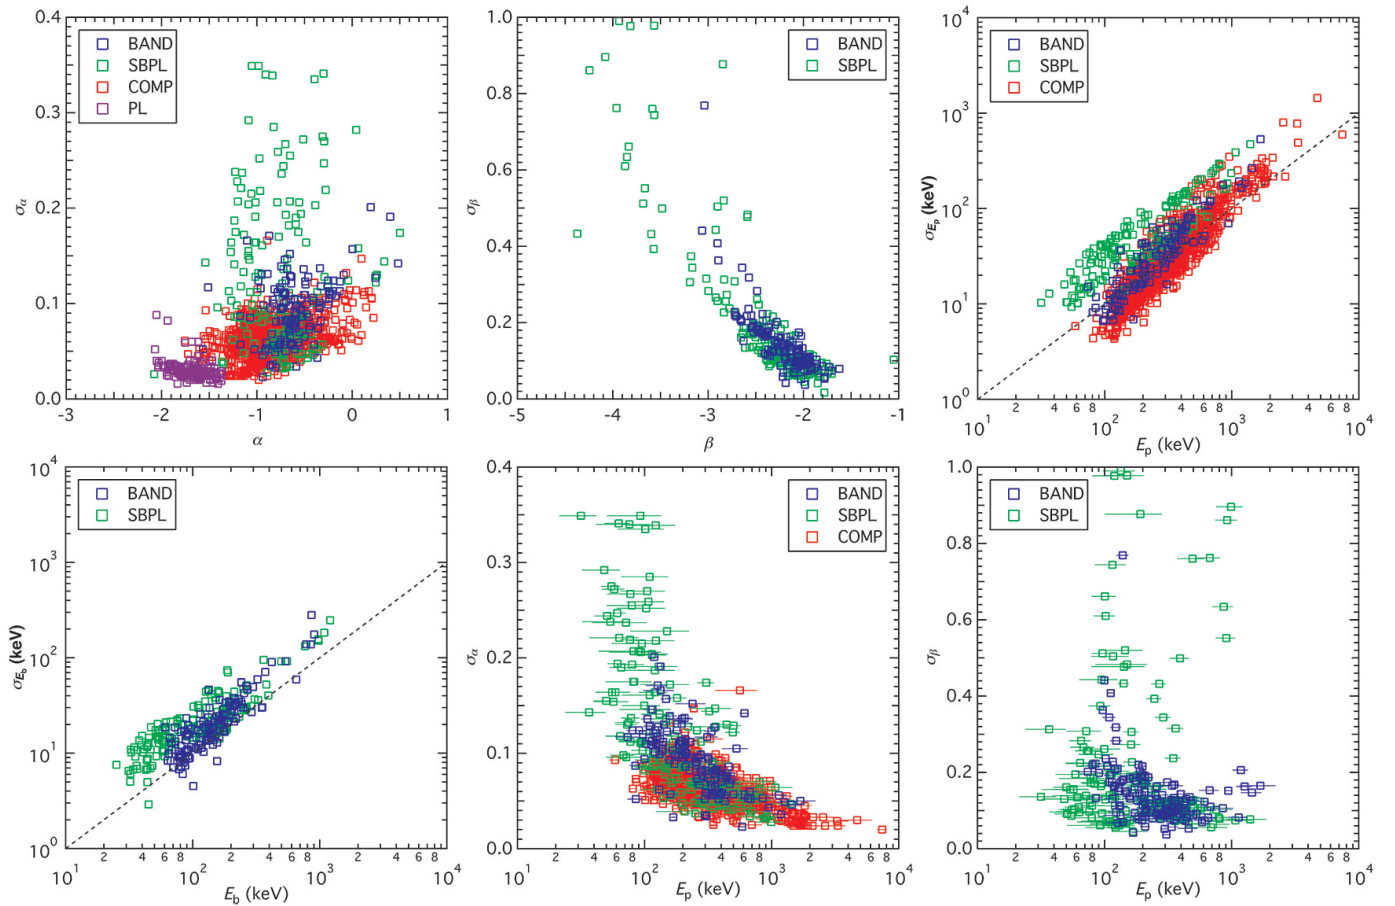 0.4
0.3
0.2
0.1
0.0
σα
BAND
SBPL
COMP
PL
-3 -2 -1 0 1
α
1.0
0.8
0.6
0.4
0.2
0.0
σβ
BAND
SBPL
-5 -4 -3 -2 -1
β
10^4
10^3
10^2
10^1
10^0
σEp (keV)
BAND
SBPL
COMP
10^1 2 4 6 8 10^2 2 4 6 8 10^3 2 4 6 8 10^4
Ep (keV)
10^4
10^3
10^2
10^1
10^0
σEb (keV)
BAND
SBPL
10^1 2 4 6 8 10^2 2 4 6 8 10^3 2 4 6 8 10^4
Eb (keV)
0.4
0.3
0.2
0.1
0.0
σα
BAND
SBPL
COMP
10^1 2 4 6 8 10^2 2 4 6 8 10^3 2 4 6 8 10^4
Ep (keV)
1.0
0.8
0.6
0.4
0.2
0.0
σβ
BAND
SBPL
10^1 2 4 6 8 10^2 2 4 6 8 10^3 2 4 6 8 10^4
Ep (keV)